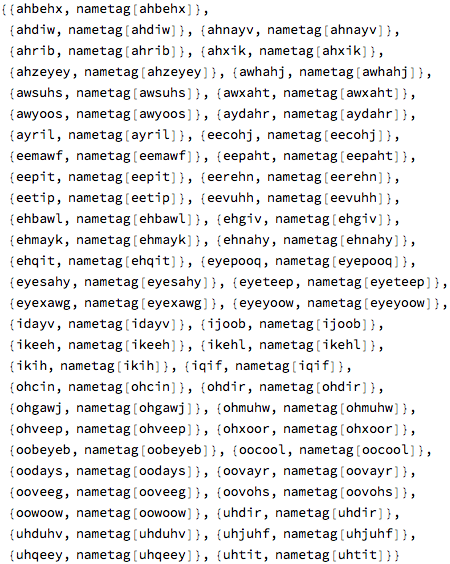 {{ahbehx, nametag[ahbehx]},
{ahdiw, nametag[ahdiw]}, {ahnayv, nametag[ahnayv]},
{ahrib, nametag[ahrib]}, {ahxik, nametag[ahxik]},
{ahzeyey, nametag[ahzeyey]}, {awhahj, nametag[awhahj]},
{awsuhs, nametag[awsuhs]}, {awxaht, nametag[awxaht]},
{awyoos, nametag[awyoos]}, {aydahr, nametag[aydahr]},
{ayril, nametag[ayril]}, {eecohj, nametag[eecohj]},
{eemawf, nametag[eemawf]}, {eepaht, nametag[eepaht]},
{eepit, nametag[eepit]}, {eerehn, nametag[eerehn]},
{eetip, nametag[eetip]}, {eevuhh, nametag[eevuhh]},
{ehbawl, nametag[ehbawl]}, {ehgiv, nametag[ehgiv]},
{ehmayk, nametag[ehmayk]}, {ehnahy, nametag[ehnahy]},
{ehqit, nametag[ehqit]}, {eyepooq, nametag[eyepooq]},
{eyesahy, nametag[eyesahy]}, {eyeteep, nametag[eyeteep]},
{eyexawg, nametag[eyexawg]}, {eyeyoow, nametag[eyeyoow]},
{idayv, nametag[idayv]}, {ijoob, nametag[ijoob]},
{ikeeh, nametag[ikeeh]}, {ikehl, nametag[ikehl]},
{ikih, nametag[ikih]}, {iqif, nametag[iqif]},
{ohcin, nametag[ohcin]}, {ohdir, nametag[ohdir]},
{ohgawj, nametag[ohgawj]}, {ohmuhw, nametag[ohmuhw]},
{ohveep, nametag[ohveep]}, {ohxoor, nametag[ohxoor]},
{oobeyeb, nametag[oobeyeb]}, {oocool, nametag[oocool]},
{oodays, nametag[oodays]}, {oovayr, nametag[oovayr]},
{ooveeg, nametag[ooveeg]}, {oovohs, nametag[oovohs]},
{oowoow, nametag[oowoow]}, {uhdir, nametag[uhdir]},
{uhduhv, nametag[uhduhv]}, {uhjuhf, nametag[uhjuhf]},
{uhqeey, nametag[uhqeey]}, {uhtit, nametag[uhtit]}}